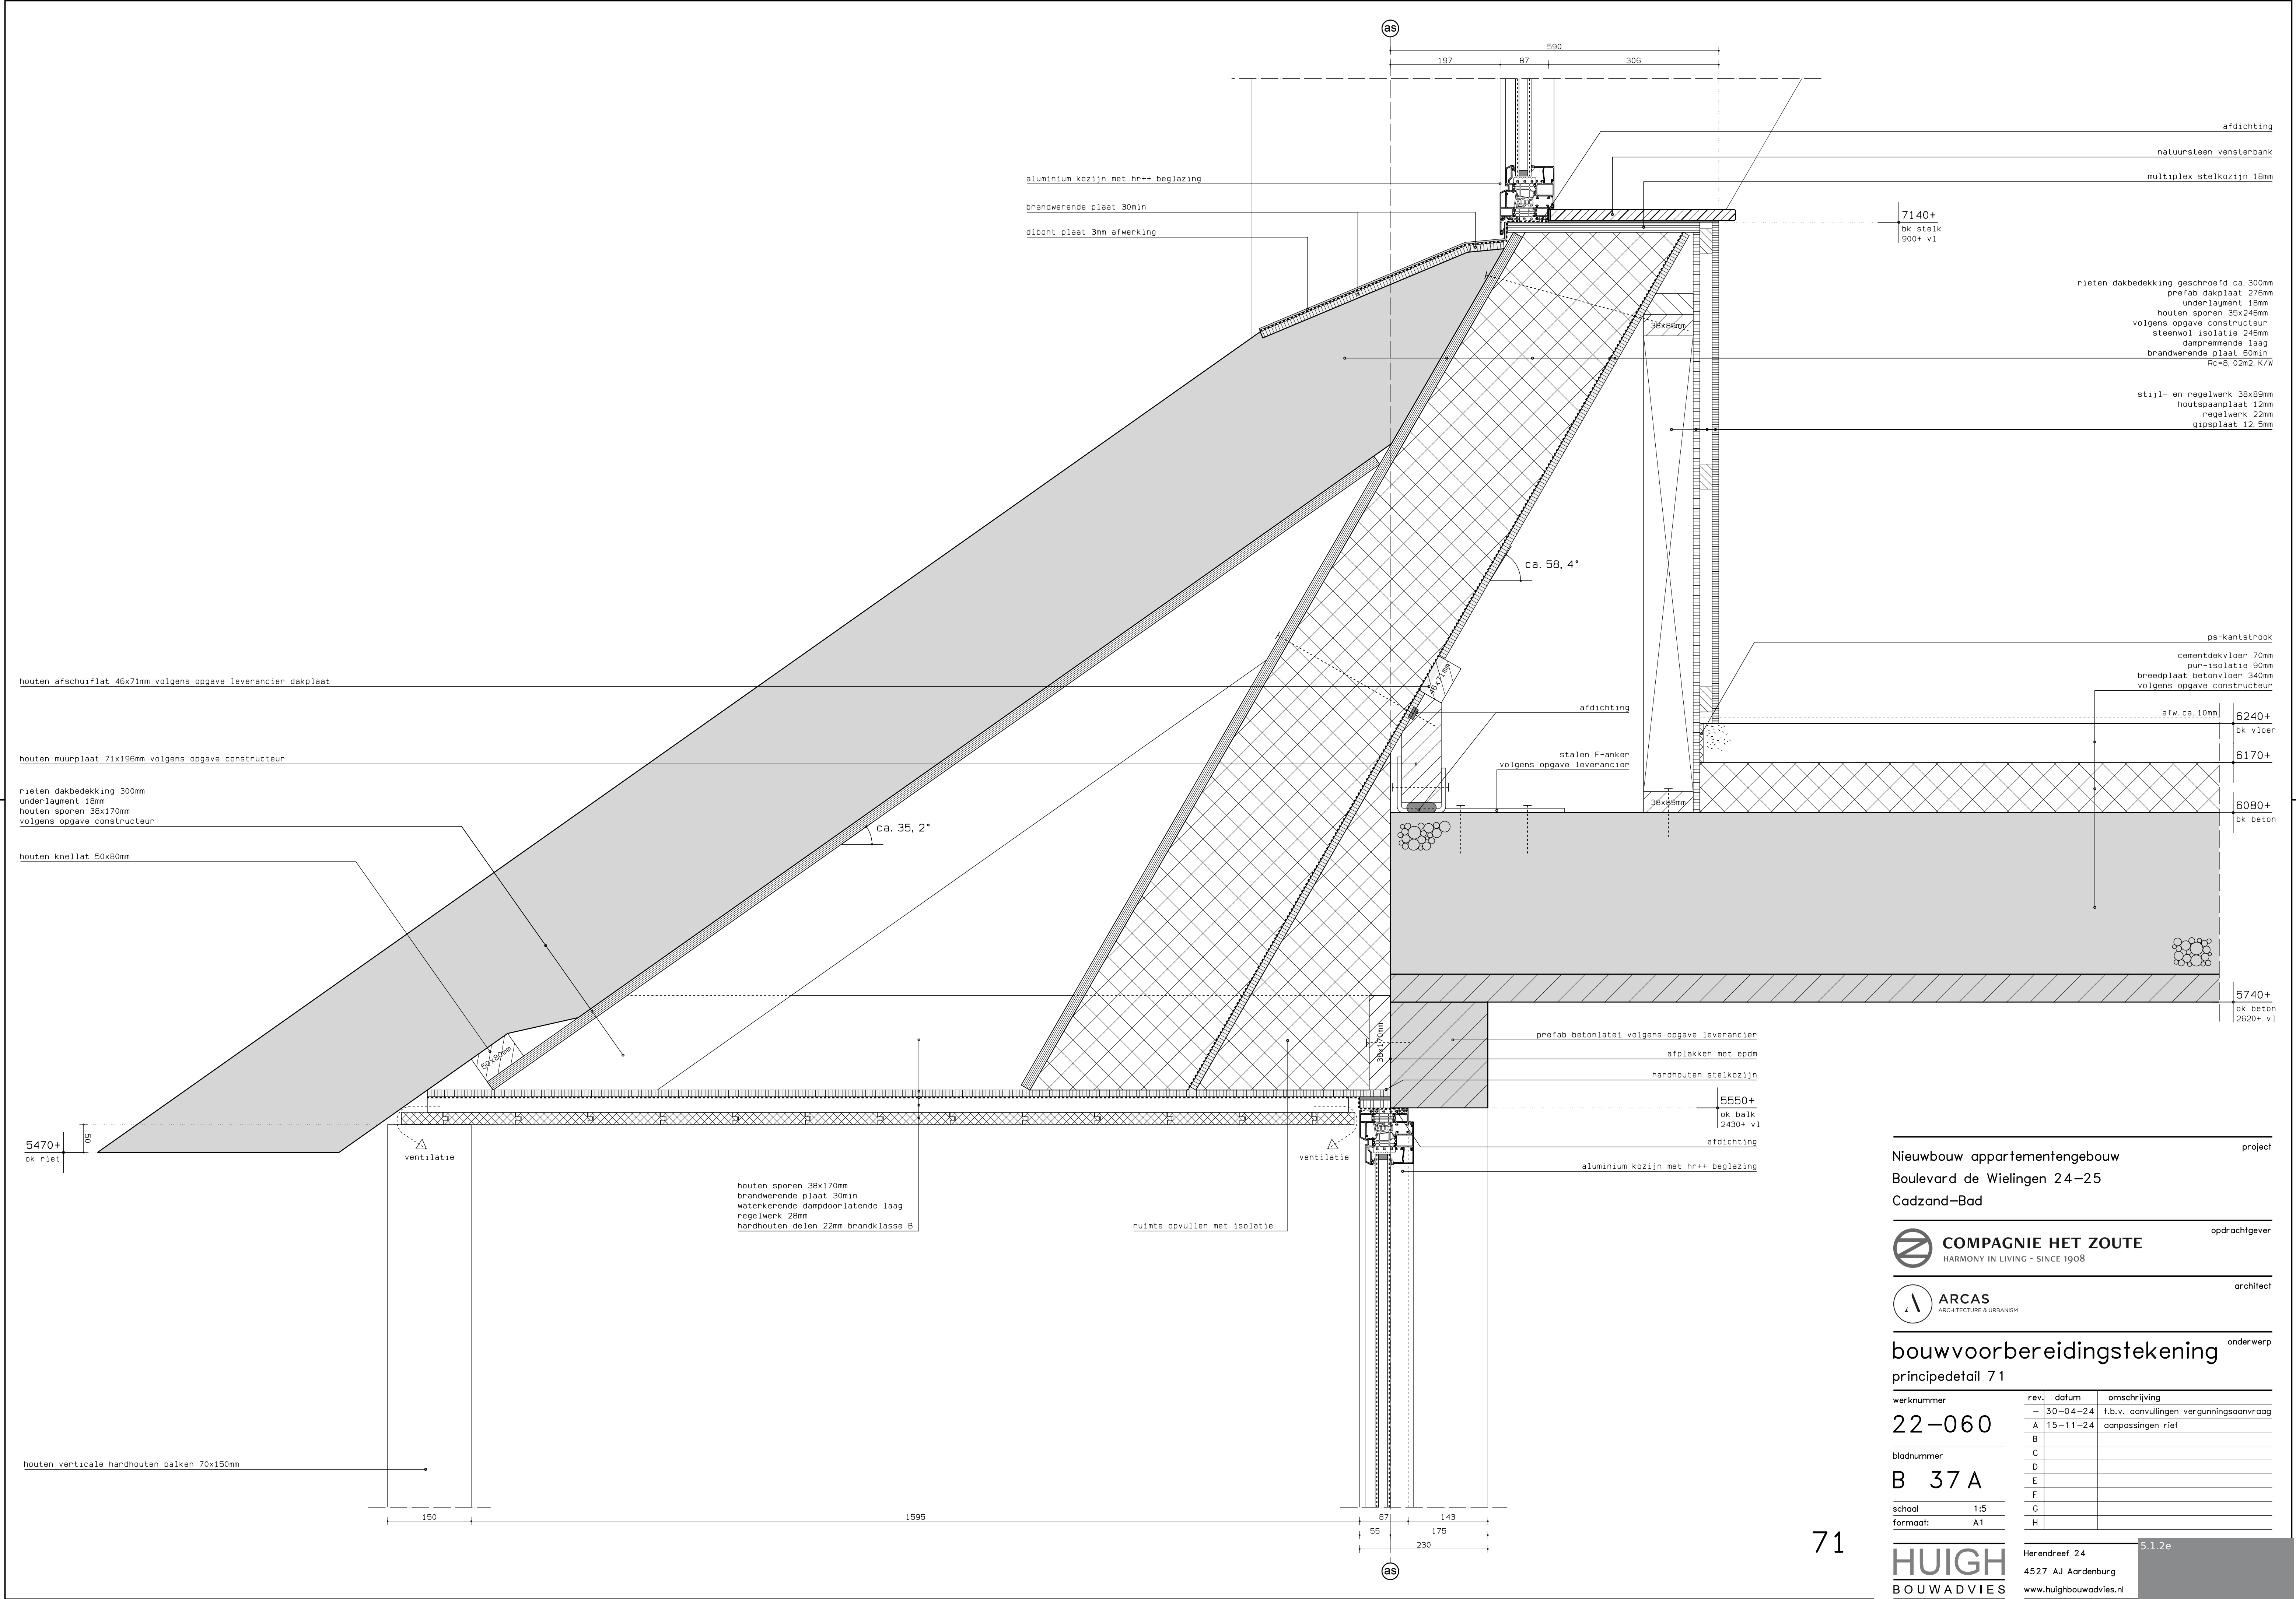 as
590
197
87
306
afdichting
natuursteen vensterbank
multiplex stelkozijn 18mm
aluminium kozijn met hr++ beglazing
brandwerende plaat 30min
dibont plaat 3mm afwerking
7140+
bk stelk
900+ vl
rieten dakbedekking geschroefd ca.300mm
prefab dakplaat 276mm
underlayment 18mm
houten sporen 35x246mm
volgens opgave constructeur
steenwol isolatie 246mm
dampremmende laag
brandwerende plaat 60min
Rc=8,02m2.K/W
38x86mm
stijl- en regelwerk 38x89mm
houtspaanplaat 12mm
regelwerk 22mm
gipsplaat 12,5mm
ca. 58, 4°
ps-kantstrook
cementdekvloer 70mm
pur-isolatie 90mm
breedplaat betonvloer 340mm
volgens opgave constructeur
houten afschuiflat 46x71mm volgens opgave leverancier dakplaat
46x71mm
afdichting
afw. ca. 10mm
6240+
bk vloer
houten muurplaat 71x196mm volgens opgave constructeur
stalen F-anker
volgens opgave leverancier
6170+
rieten dakbedekking 300mm
underlayment 18mm
houten sporen 38x170mm
volgens opgave constructeur
38x89mm
6080+
bk beton
ca. 35, 2°
houten knellat 50x80mm
5740+
ok beton
2620+ vl
50x80mm
38x170mm
prefab betonlatei volgens opgave leverancier
afplakken met epdm
hardhouten stelkozijn
5550+
ok balk
2430+ vl
5470+
ok riet
50
ventilatie
ventilatie
afdichting
aluminium kozijn met hr++ beglazing
houten sporen 38x170mm
brandwerende plaat 30min
waterkerende dampdoorlatende laag
regelwerk 28mm
hardhouten delen 22mm brandklasse B
ruimte opvullen met isolatie
houten verticale hardhouten balken 70x150mm
150
1595
87
143
55
175
230
as
71
project
Nieuwbouw appartementengebouw
Boulevard de Wielingen 24-25
Cadzand-Bad
opdrachtgever
COMPAGNIE HET ZOUTE
HARMONY IN LIVING - SINCE 1908
architect
ARCAS
ARCHITECTURE & URBANISM
onderwerp
bouwvoorbereidingstekening
principedetail 71
werknummer
22-060
bladnummer
B 37 A
schaal 1:5
formaat: A1
rev. datum omschrijving
- 30-04-24 t.b.v. aanvullingen vergunningsaanvraag
A 15-11-24 aanpassingen riet
B
C
D
E
F
G
H
HUIGH
BOUWADVIES
Herendreef 24
4527 AJ Aardenburg
www.huighbouwadvies.nl
5.1.2e